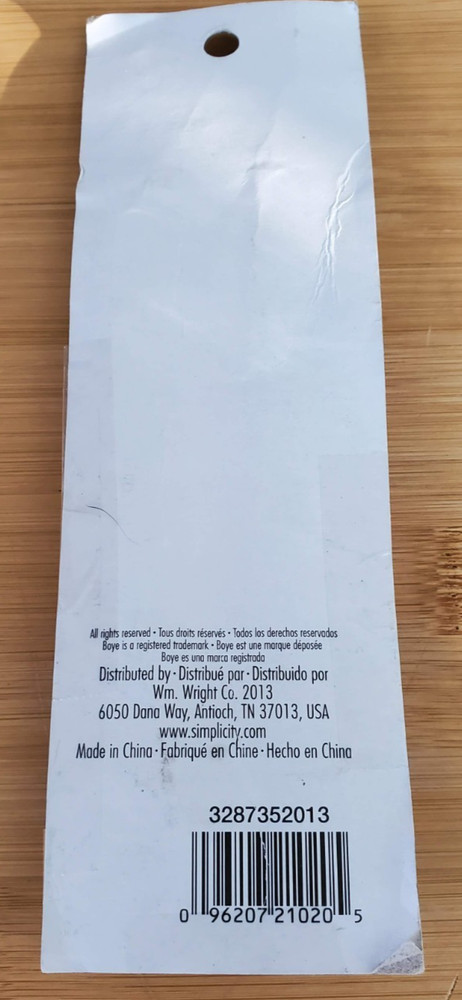 All rights reserved • Tous droits réservés • Todos los derechos reservados
Boye is a registered trademark • Boye est une marque déposée
Boye es una marca registrada
Distributed by · Distribué par · Distribuido por
Wm. Wright Co. 2013
6050 Dana Way, Antioch, TN 37013, USA
www.simplicity.com
Made in China · Fabriqué en Chine · Hecho en China
3287352013
0 96207 21020 5